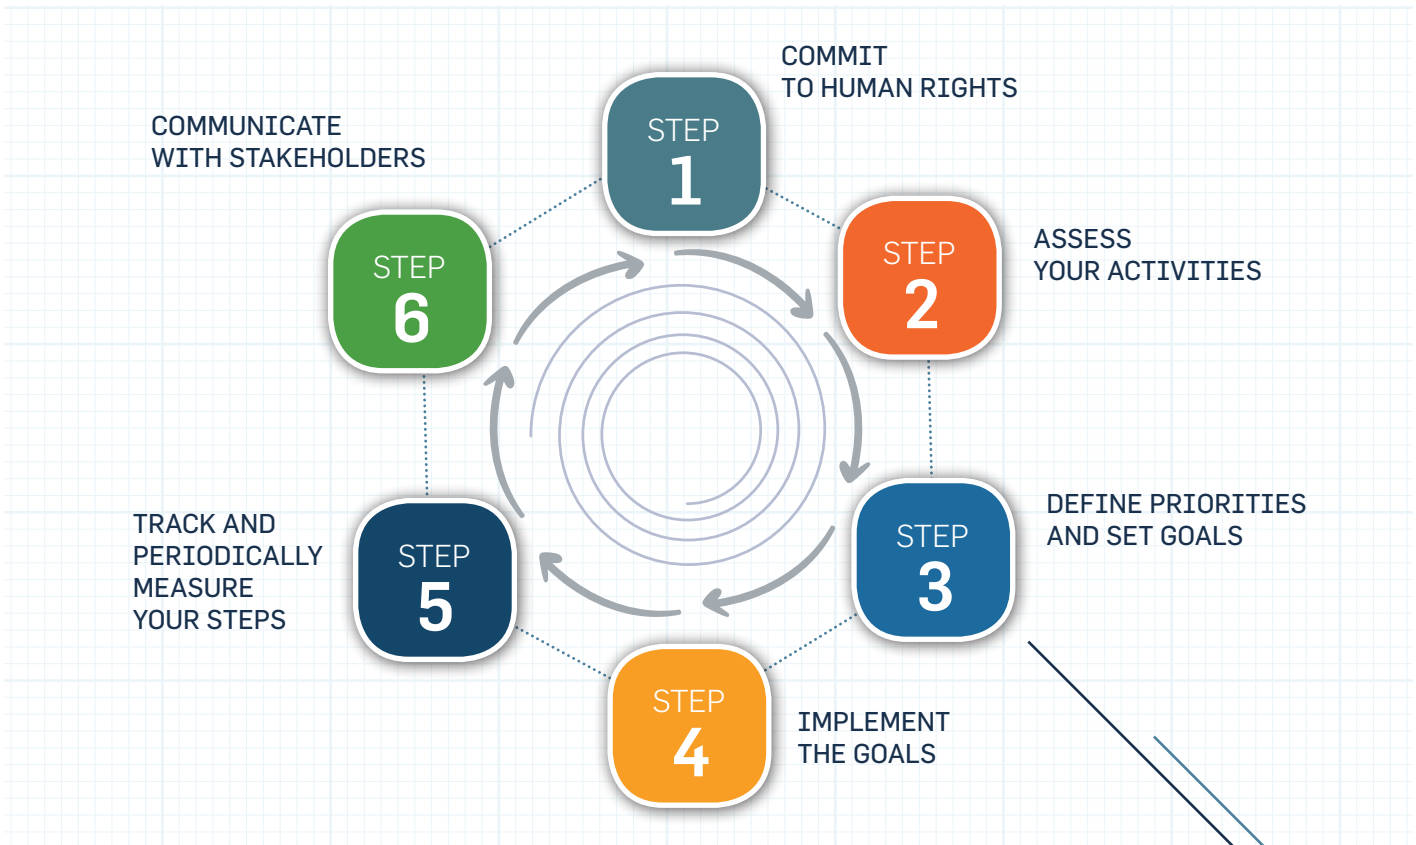 STEP
1
COMMIT
TO HUMAN RIGHTS
STEP
2
ASSESS
YOUR ACTIVITIES
STEP
3
DEFINE PRIORITIES
AND SET GOALS
STEP
4
IMPLEMENT
THE GOALS
STEP
5
TRACK AND
PERIODICALLY
MEASURE
YOUR STEPS
STEP
6
COMMUNICATE
WITH STAKEHOLDERS